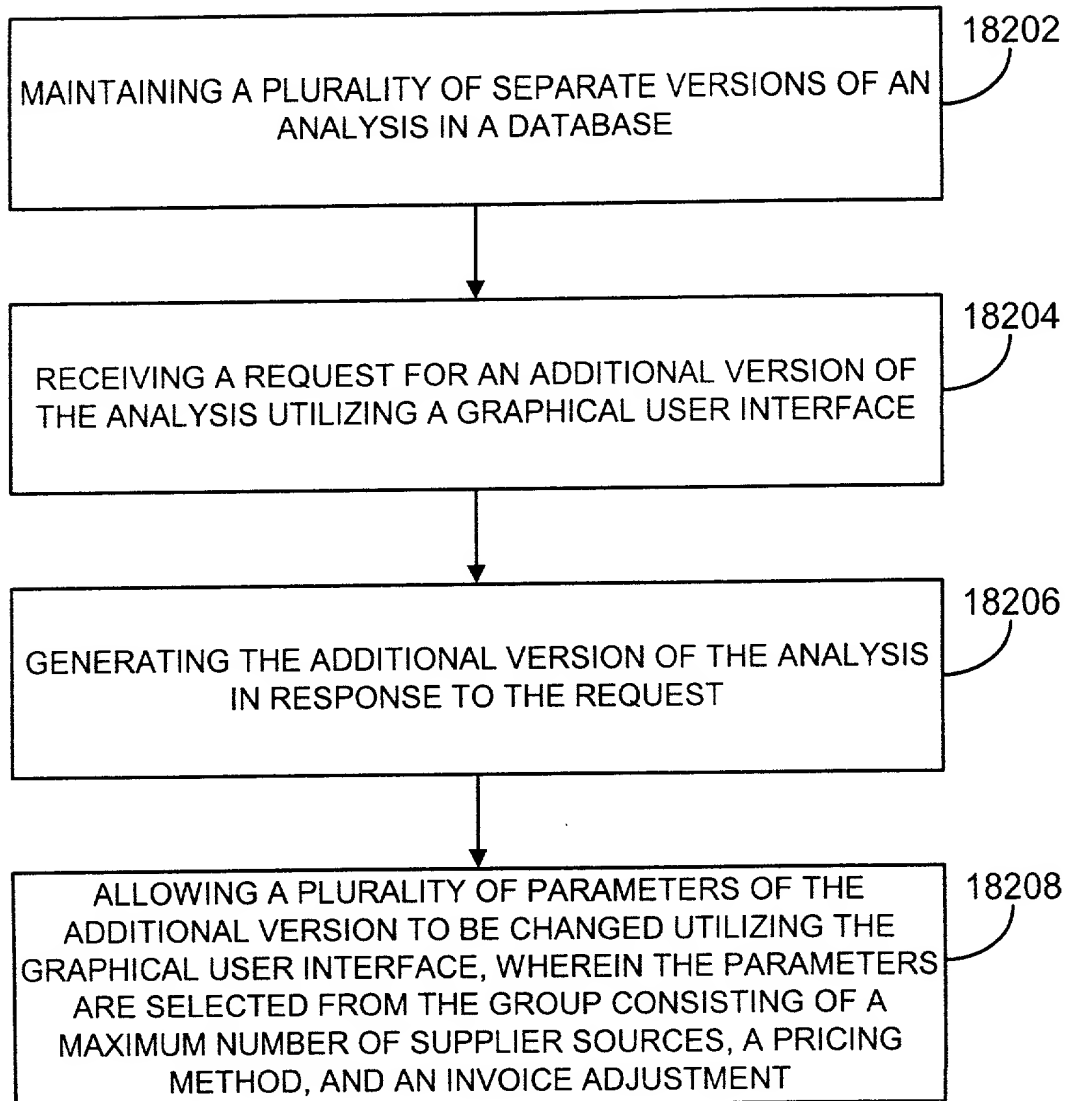 18202
MAINTAINING A PLURALITY OF SEPARATE VERSIONS OF AN
ANALYSIS IN A DATABASE
18204
RECEIVING A REQUEST FOR AN ADDITIONAL VERSION OF
THE ANALYSIS UTILIZING A GRAPHICAL USER INTERFACE
18206
GENERATING THE ADDITIONAL VERSION OF THE ANALYSIS
IN RESPONSE TO THE REQUEST
18208
ALLOWING A PLURALITY OF PARAMETERS OF THE
ADDITIONAL VERSION TO BE CHANGED UTILIZING THE
GRAPHICAL USER INTERFACE, WHEREIN THE PARAMETERS
ARE SELECTED FROM THE GROUP CONSISTING OF A
MAXIMUM NUMBER OF SUPPLIER SOURCES, A PRICING
METHOD, AND AN INVOICE ADJUSTMENT